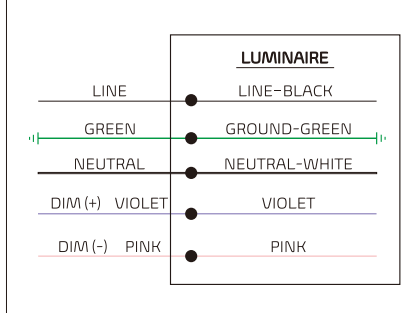 LUMINAIRE
LINE LINE-BLACK
GREEN GROUND-GREEN
NEUTRAL NEUTRAL-WHITE
DIM (+) VIOLET VIOLET
DIM (-) PINK PINK